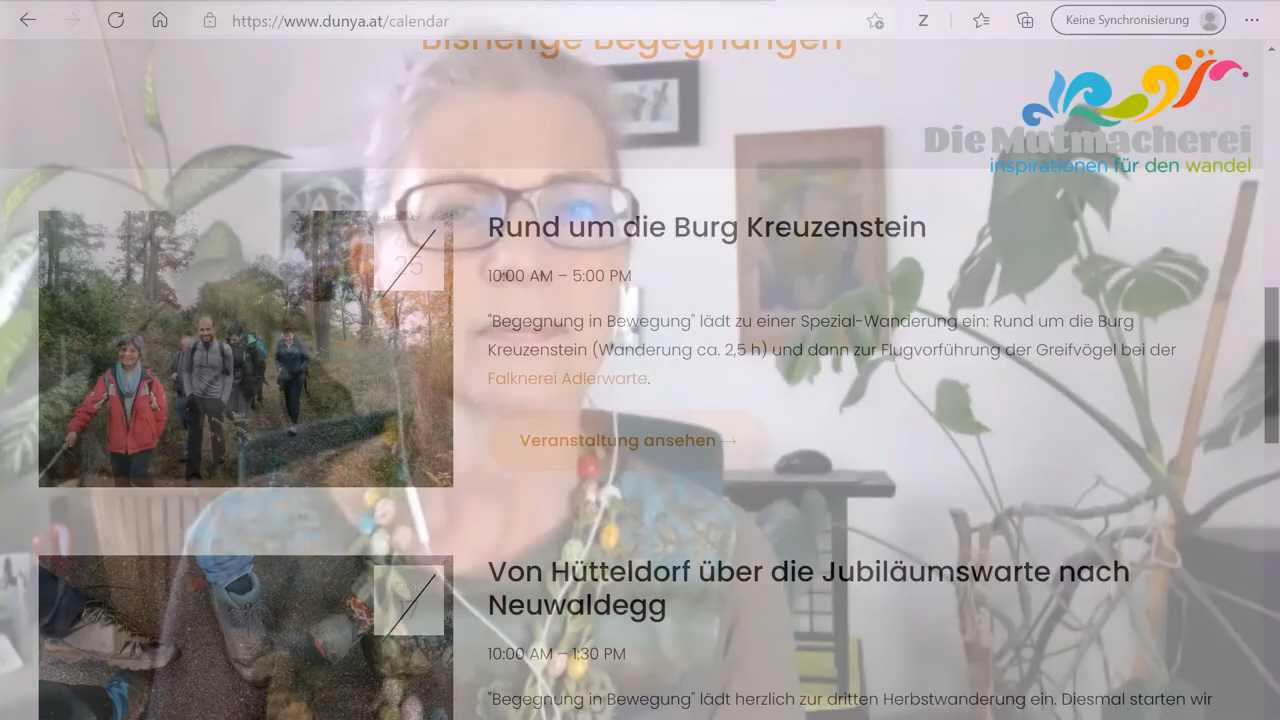 https://www.dunya.at/calendar
Z
Keine Synchronisierung
Bisherige Begegnungen
Die Mutmacherei
inspirationen für den wandel
25
Rund um die Burg Kreuzenstein
10:00 AM – 5:00 PM
"Begegnung in Bewegung" lädt zu einer Spezial-Wanderung ein: Rund um die Burg
Kreuzenstein (Wanderung ca. 2,5 h) und dann zur Flugvorführung der Greifvögel bei der
Falknerei Adlerwarte.
Veranstaltung ansehen →
Von Hütteldorf über die Jubiläumswarte nach
Neuwaldegg
10:00 AM – 1:30 PM
"Begegnung in Bewegung" lädt herzlich zur dritten Herbstwanderung ein. Diesmal starten wir